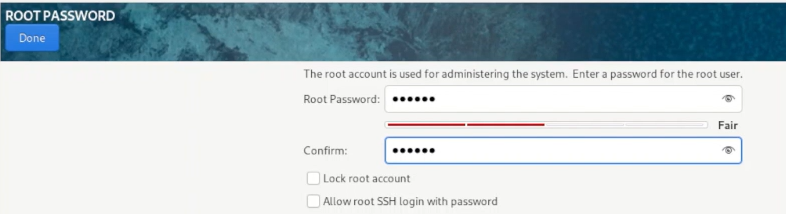 ROOT PASSWORD
Done
The root account is used for administering the system. Enter a password for the root user.
Root Password: ●●●●●●
Fair
Confirm: ●●●●●●
Lock root account
Allow root SSH login with password